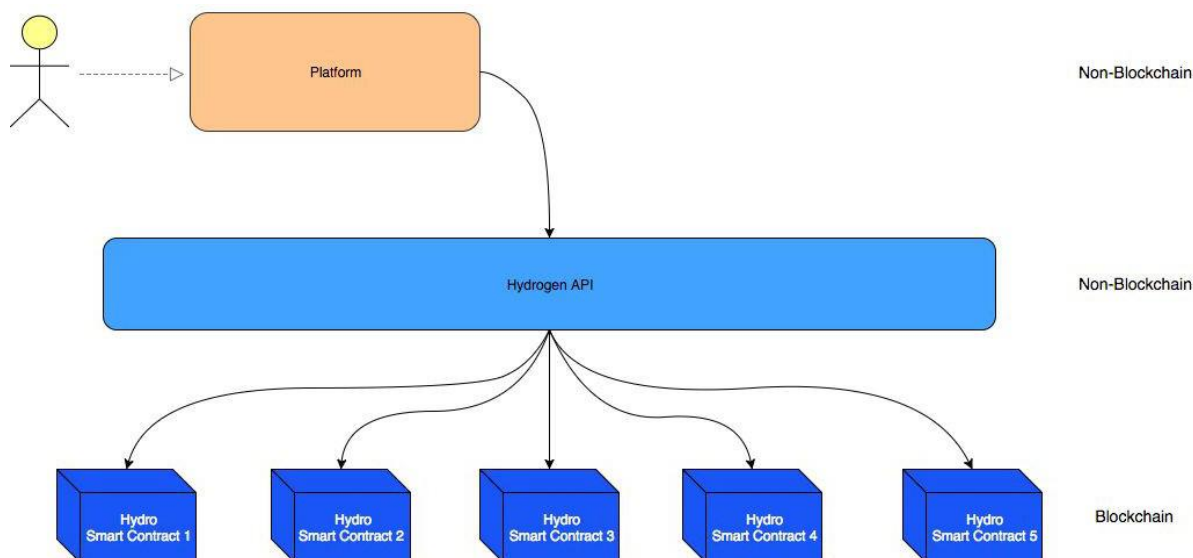 Platform
Non-Blockchain
Hydrogen API
Non-Blockchain
Hydro
Smart Contract 1
Hydro
Smart Contract 2
Hydro
Smart Contract 3
Hydro
Smart Contract 4
Hydro
Smart Contract 5
Blockchain